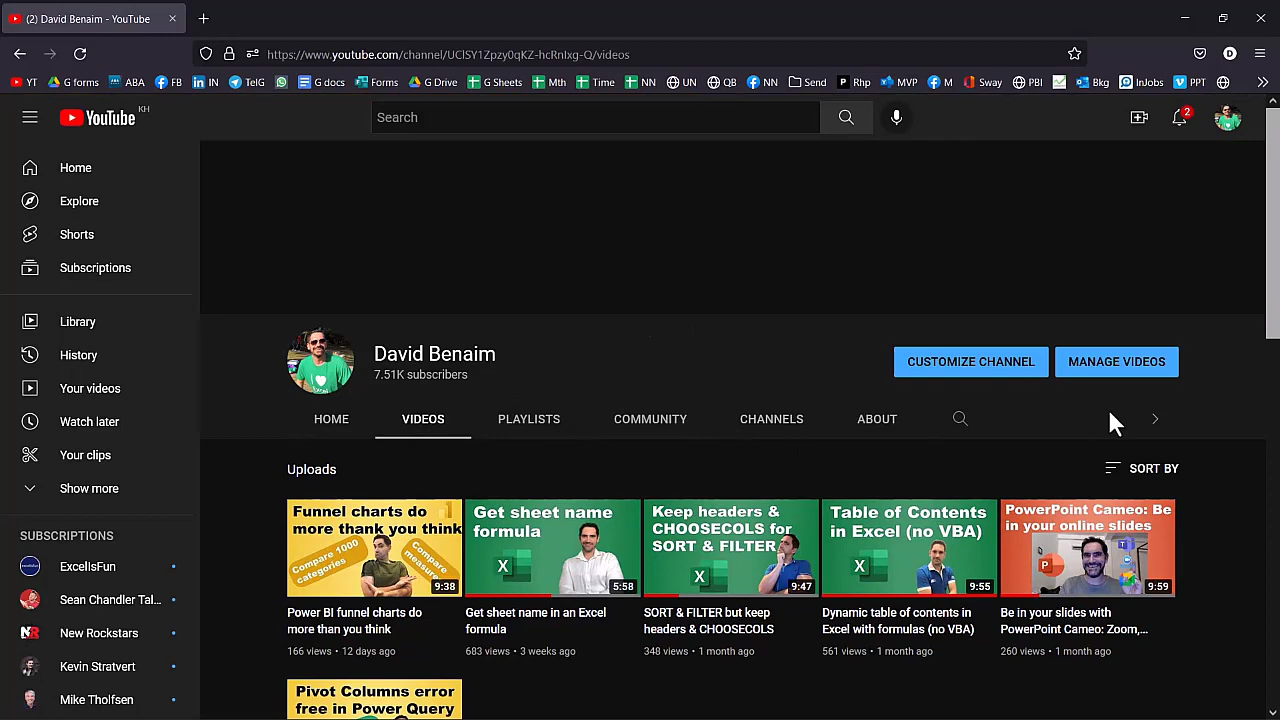 (2) David Benaim - YouTube
https://www.youtube.com/channel/UClSY1Zpzy0qKZ-hcRnIxg-Q/videos
YT G forms ABA FB IN TelG G docs Forms G Drive G Sheets Mth Time NN UN QB NN Send Rhp MVP M Sway PBI Bkg InJobs PPT
YouTube KH
Search
2
Home
Explore
Shorts
Subscriptions
Library
History
Your videos
Watch later
Your clips
Show more
SUBSCRIPTIONS
ExcelIsFun
Sean Chandler Tal...
New Rockstars
Kevin Stratvert
Mike Tholfsen
David Benaim
7.51K subscribers
CUSTOMIZE CHANNEL
MANAGE VIDEOS
HOME VIDEOS PLAYLISTS COMMUNITY CHANNELS ABOUT
Uploads
SORT BY
Funnel charts do
more thank you think
Compare 1000
categories
Compare
measures
9:38
Power BI funnel charts do
more than you think
166 views • 12 days ago
Get sheet name
formula
X
5:58
Get sheet name in an Excel
formula
683 views • 3 weeks ago
Keep headers &
CHOOSECOLS for
SORT & FILTER
X
9:47
SORT & FILTER but keep
headers & CHOOSECOLS
348 views • 1 month ago
Table of Contents
in Excel (no VBA)
X
9:55
Dynamic table of contents in
Excel with formulas (no VBA)
561 views • 1 month ago
PowerPoint Cameo: Be
in your online slides
P
9:59
Be in your slides with
PowerPoint Cameo: Zoom,...
260 views • 1 month ago
Pivot Columns error
free in Power Query